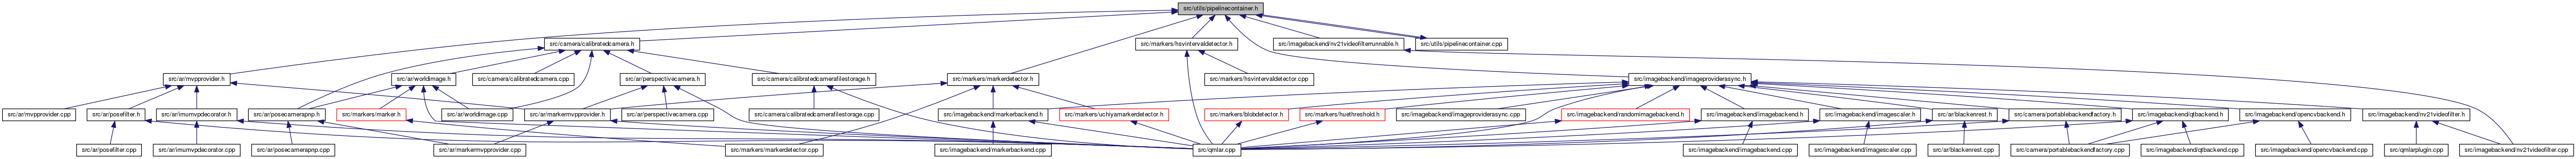 src/utils/pipelinecontainer.h
src/camera/calibratedcamera.h
src/markers/hsvintervaldetector.h
src/imagebackend/nv21videofilterrunnable.h
src/utils/pipelinecontainer.cpp
src/ar/mvpprovider.h
src/ar/worldimage.h
src/camera/calibratedcamera.cpp
src/ar/perspectivecamera.h
src/camera/calibratedcamerafilestorage.h
src/markers/markerdetector.h
src/markers/hsvintervaldetector.cpp
src/imagebackend/imageproviderasync.h
src/ar/mvpprovider.cpp
src/ar/posefilter.h
src/ar/imumvpdecorator.h
src/ar/posecamerapnp.h
src/markers/marker.h
src/ar/worldimage.cpp
src/ar/markermvpprovider.h
src/ar/perspectivecamera.cpp
src/camera/calibratedcamerafilestorage.cpp
src/imagebackend/markerbackend.h
src/markers/uchiyamarkerdetector.h
src/markers/blobdetector.h
src/markers/huethreshold.h
src/imagebackend/imageproviderasync.cpp
src/imagebackend/randomimagebackend.h
src/imagebackend/imagebackend.h
src/imagebackend/imagescaler.h
src/ar/blackenrest.h
src/camera/portablebackendfactory.h
src/imagebackend/qtbackend.h
src/imagebackend/opencvbackend.h
src/imagebackend/nv21videofilter.h
src/ar/posefilter.cpp
src/ar/imumvpdecorator.cpp
src/ar/posecamerapnp.cpp
src/ar/markermvpprovider.cpp
src/markers/markerdetector.cpp
src/imagebackend/markerbackend.cpp
src/qmlar.cpp
src/imagebackend/imagebackend.cpp
src/imagebackend/imagescaler.cpp
src/ar/blackenrest.cpp
src/camera/portablebackendfactory.cpp
src/imagebackend/qtbackend.cpp
src/imagebackend/opencvbackend.cpp
src/qmlarplugin.cpp
src/imagebackend/nv21videofilter.cpp